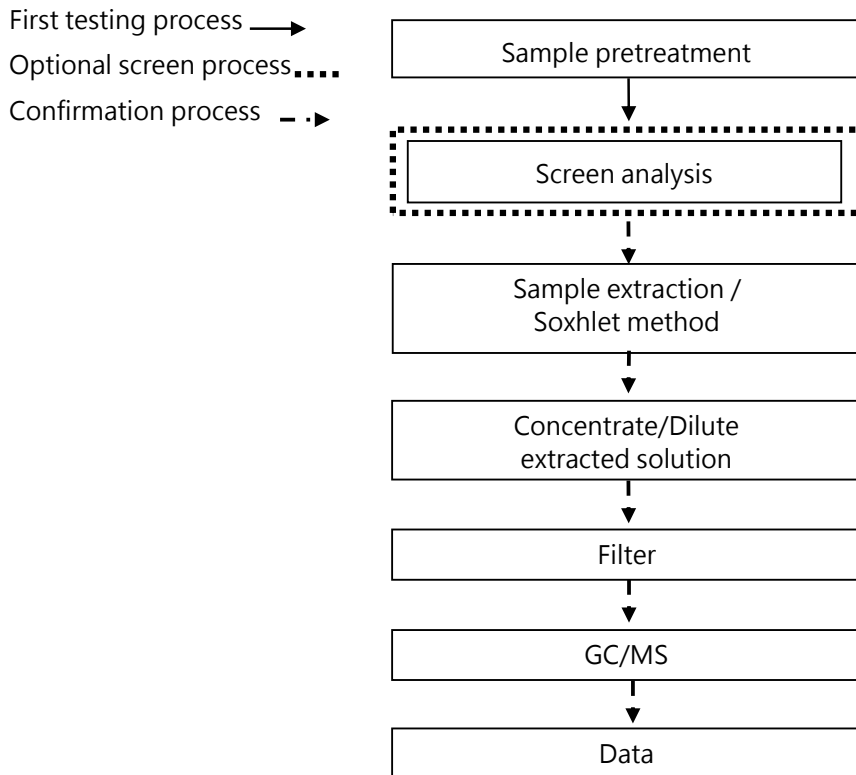 First testing process
Optional screen process
Confirmation process
Sample pretreatment
Screen analysis
Sample extraction /
Soxhlet method
Concentrate/Dilute
extracted solution
Filter
GC/MS
Data